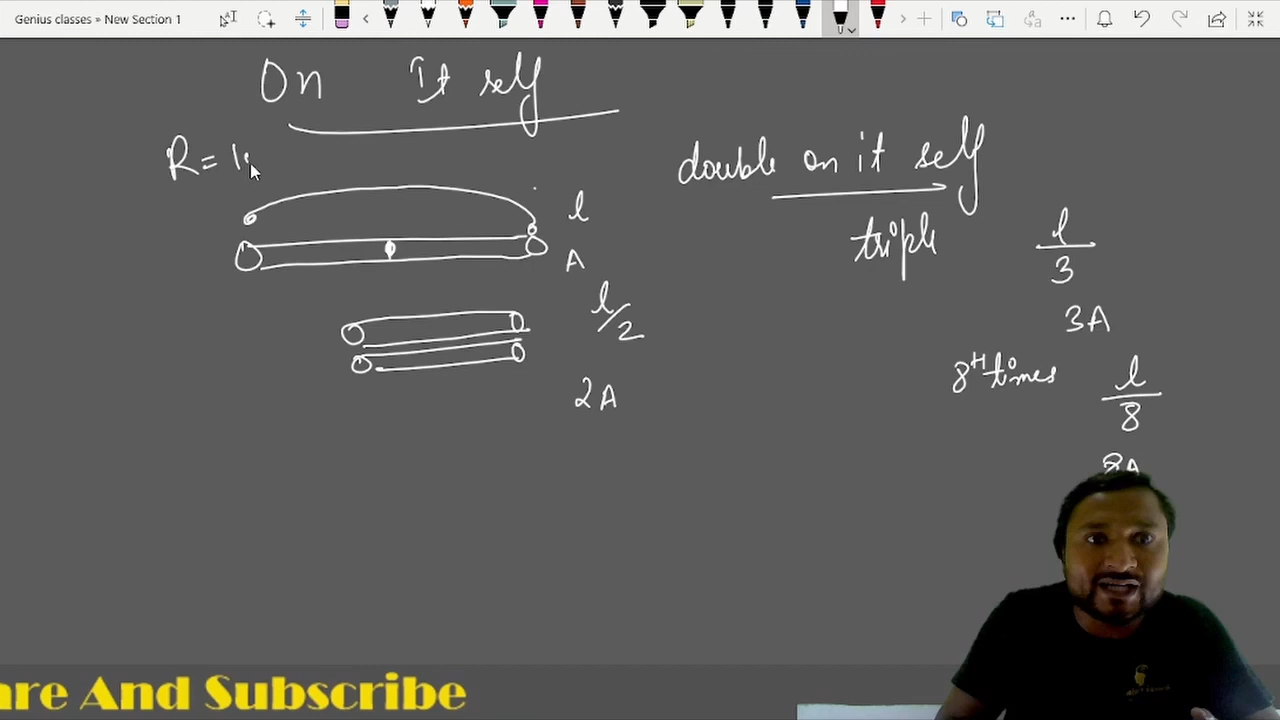 Genius classes » New Section 1
On It self
R = 1
l
A
l/2
2A
double on it self
triple
l/3
3A
8th times
l/8
8A
are And Subscribe